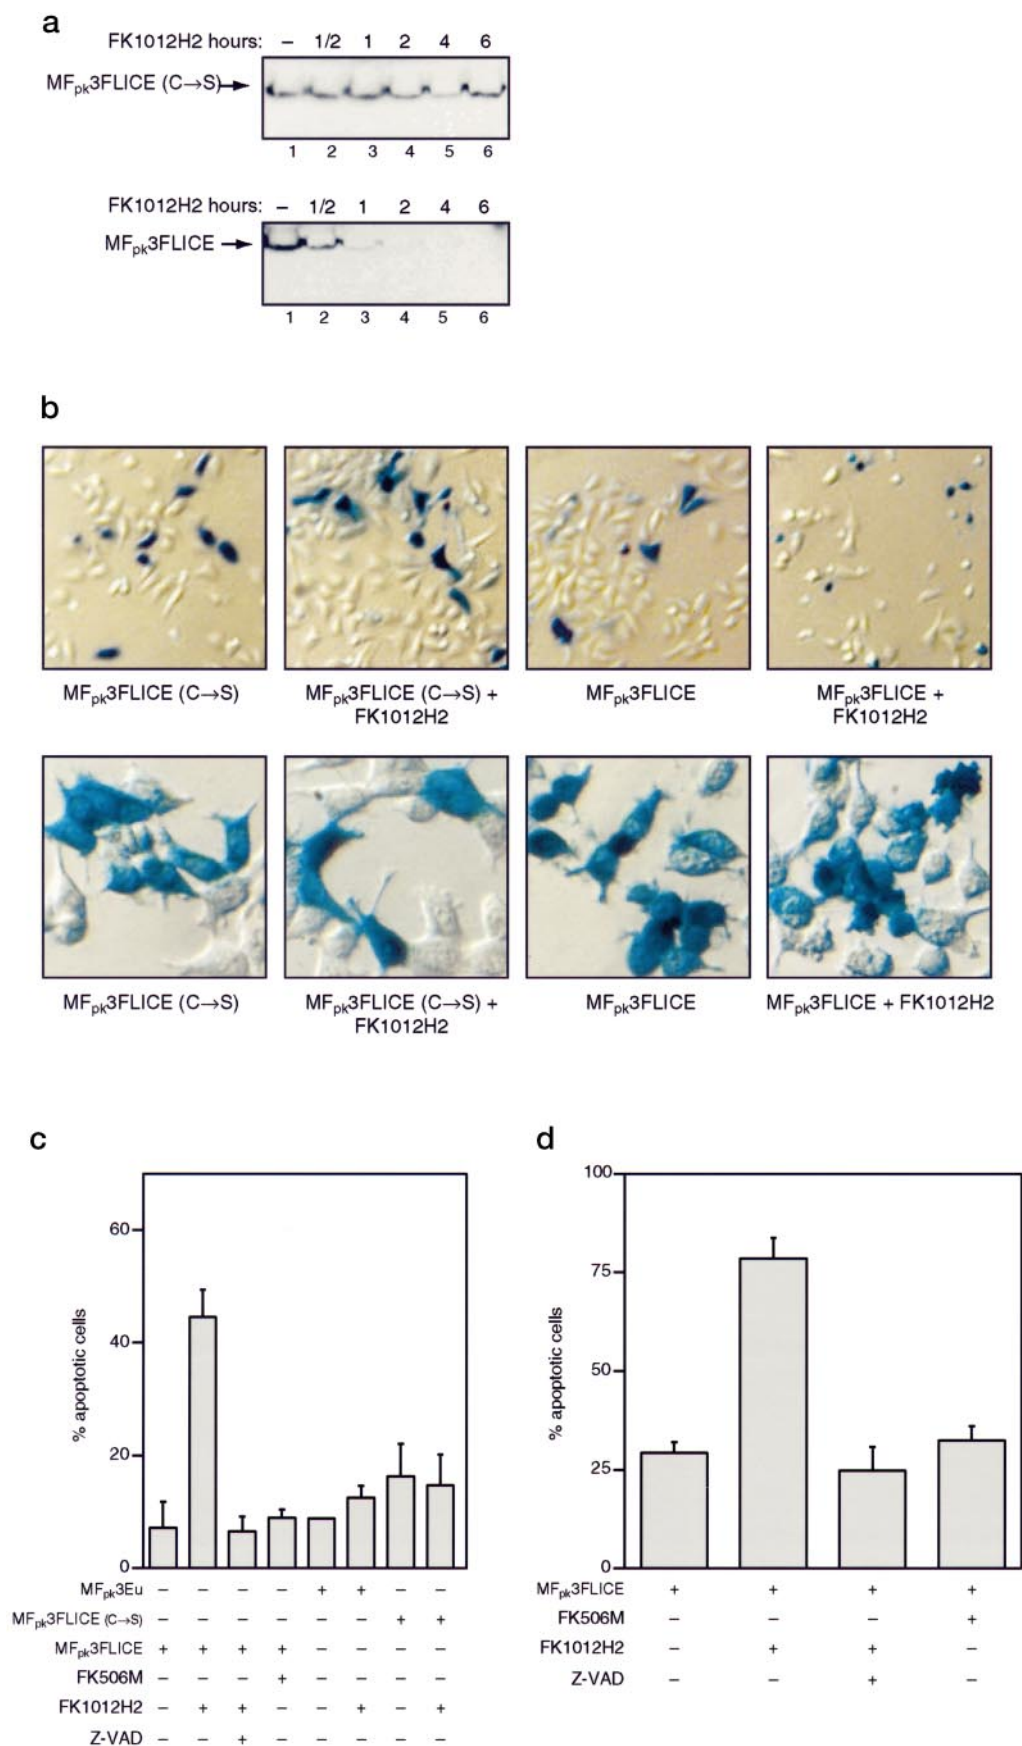 a
FK1012H2 hours: – 1/2 1 2 4 6
MFpk3FLICE (C→S)
1 2 3 4 5 6
FK1012H2 hours: – 1/2 1 2 4 6
MFpk3FLICE
1 2 3 4 5 6
b
MFpk3FLICE (C→S)
MFpk3FLICE (C→S) +
FK1012H2
MFpk3FLICE
MFpk3FLICE +
FK1012H2
MFpk3FLICE (C→S)
MFpk3FLICE (C→S) +
FK1012H2
MFpk3FLICE
MFpk3FLICE + FK1012H2
c
60
40
20
0
% apoptotic cells
MFpk3Eu – – – – + + – –
MFpk3FLICE (C→S) – – – – – – + +
MFpk3FLICE + + + + – – – –
FK506M – – – + – – – –
FK1012H2 – + + – – + – +
Z-VAD – – + – – – – –
d
100
75
50
25
0
% apoptotic cells
MFpk3FLICE + + + +
FK506M – – – +
FK1012H2 – + + –
Z-VAD – – + –